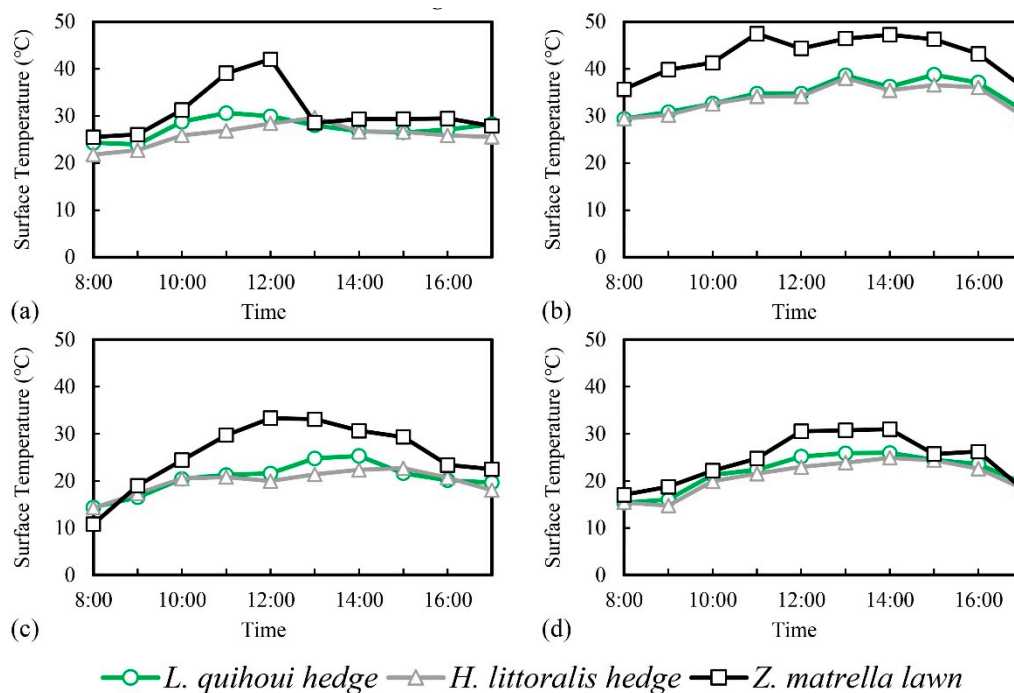 50
40
30
20
10
0
Surface Temperature (℃)
8:00 10:00 12:00 14:00 16:00
(a) Time
50
40
30
20
10
0
Surface Temperature (℃)
8:00 10:00 12:00 14:00 16:00
(b) Time
50
40
30
20
10
0
Surface Temperature (℃)
8:00 10:00 12:00 14:00 16:00
(c) Time
50
40
30
20
10
0
Surface Temperature (℃)
8:00 10:00 12:00 14:00 16:00
(d) Time
L. quihoui hedge H. littoralis hedge Z. matrella lawn